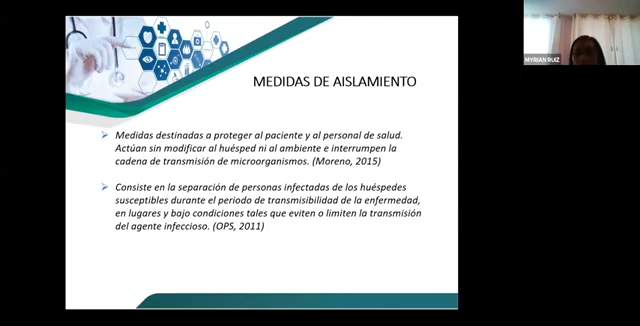 MYRIAN RUIZ
MEDIDAS DE AISLAMIENTO
Medidas destinadas a proteger al paciente y al personal de salud.
Actúan sin modificar al huésped ni al ambiente e interrumpen la
cadena de transmisión de microorganismos. (Moreno, 2015)
Consiste en la separación de personas infectadas de los huéspedes
susceptibles durante el periodo de transmisibilidad de la enfermedad,
en lugares y bajo condiciones tales que eviten o limiten la transmisión
del agente infeccioso. (OPS, 2011)